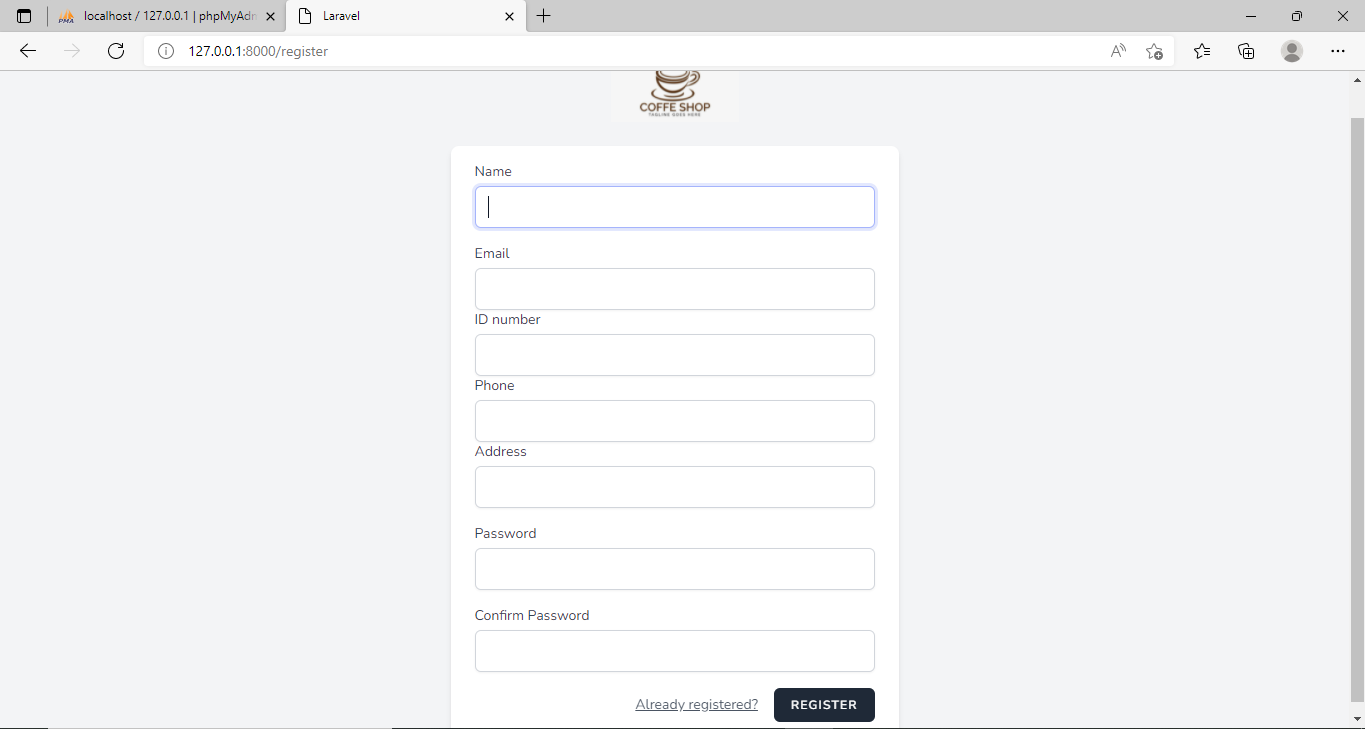 localhost / 127.0.0.1 | phpMyAdm
Laravel
127.0.0.1:8000/register
COFFE SHOP
TAGLINE GOES HERE
Name
Email
ID number
Phone
Address
Password
Confirm Password
Already registered?
REGISTER